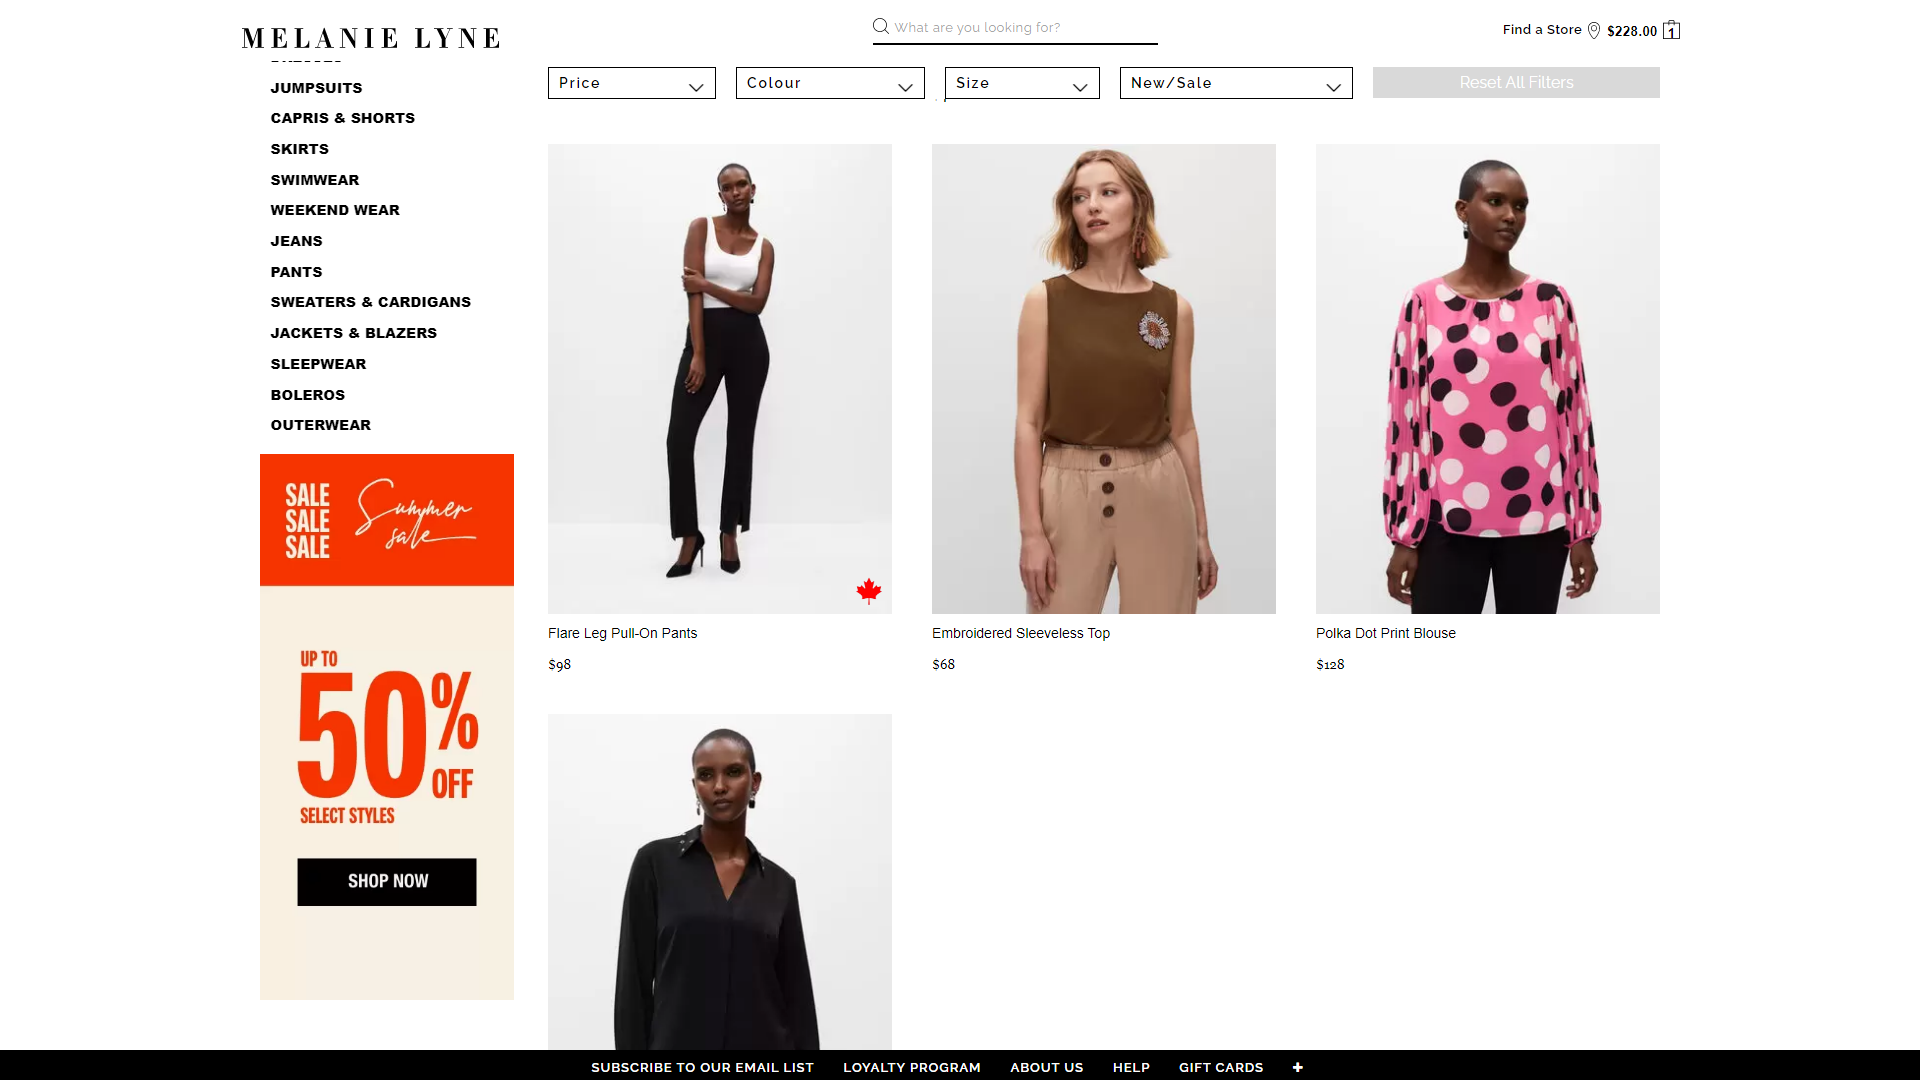 MELANIE LYNE
What are you looking for?
Find a Store
$228.00
1
Price
Colour
Size
New/Sale
Reset All Filters
JUMPSUITS
CAPRIS & SHORTS
SKIRTS
SWIMWEAR
WEEKEND WEAR
JEANS
PANTS
SWEATERS & CARDIGANS
JACKETS & BLAZERS
SLEEPWEAR
BOLEROS
OUTERWEAR
SALE
SALE
SALE
Summer
sale
UP TO
50%
OFF
SELECT STYLES
SHOP NOW
Flare Leg Pull-On Pants
$98
Embroidered Sleeveless Top
$68
Polka Dot Print Blouse
$128
SUBSCRIBE TO OUR EMAIL LIST
LOYALTY PROGRAM
ABOUT US
HELP
GIFT CARDS
+